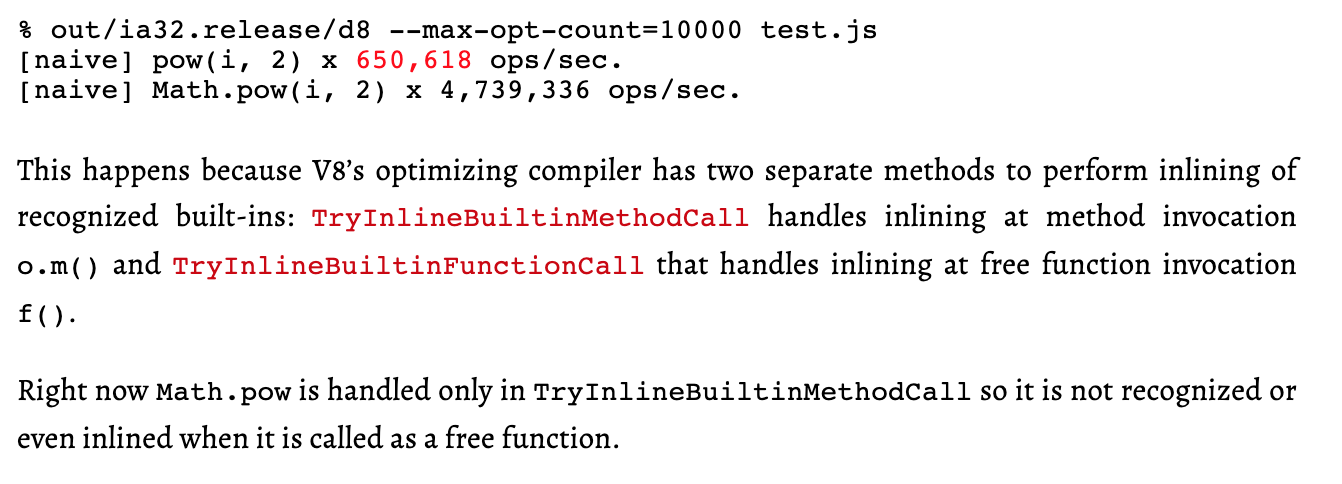 % out/ia32.release/d8 --max-opt-count=10000 test.js
[naive] pow(i, 2) x 650,618 ops/sec.
[naive] Math.pow(i, 2) x 4,739,336 ops/sec.
This happens because V8’s optimizing compiler has two separate methods to perform inlining of
recognized built-ins: TryInlineBuiltinMethodCall handles inlining at method invocation
o.m() and TryInlineBuiltinFunctionCall that handles inlining at free function invocation
f().
Right now Math.pow is handled only in TryInlineBuiltinMethodCall so it is not recognized or
even inlined when it is called as a free function.